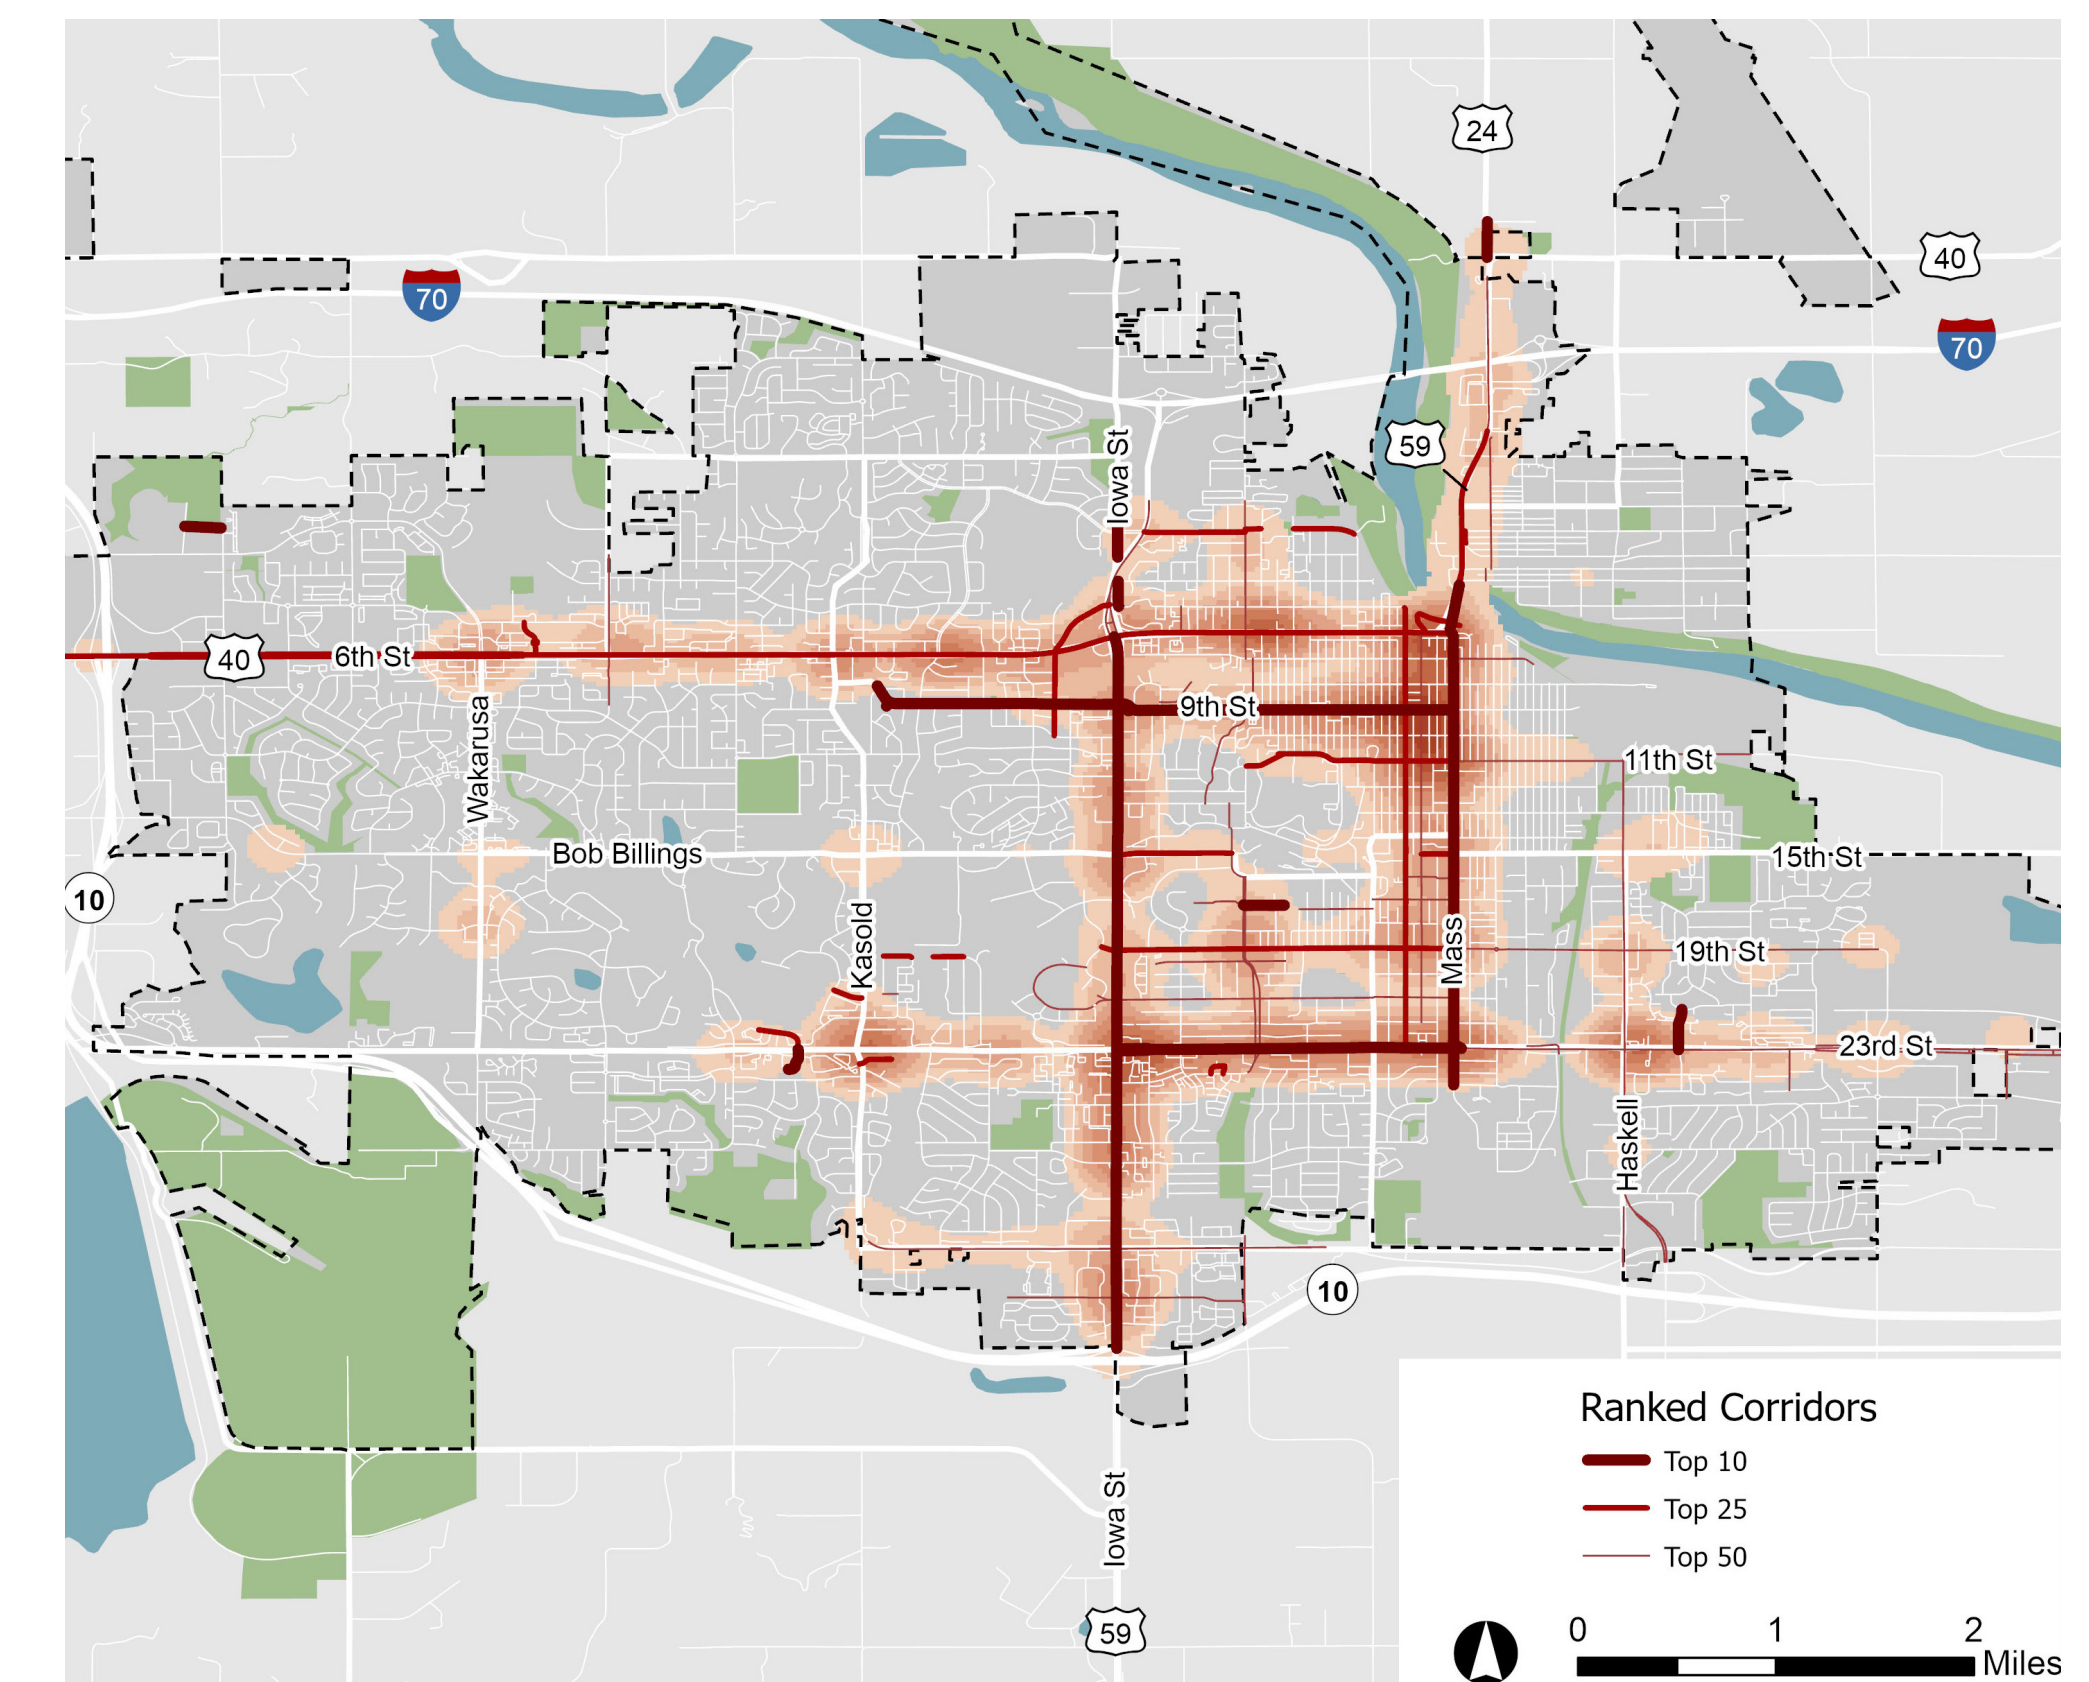 24
40
70
70
59
Iowa St
40
6th St
9th St
Wakarusa
11th St
Bob Billings
15th St
10
Kasold
Mass
19th St
23rd St
Haskell
10
Iowa St
59
Ranked Corridors
Top 10
Top 25
Top 50
0 1 2
Miles